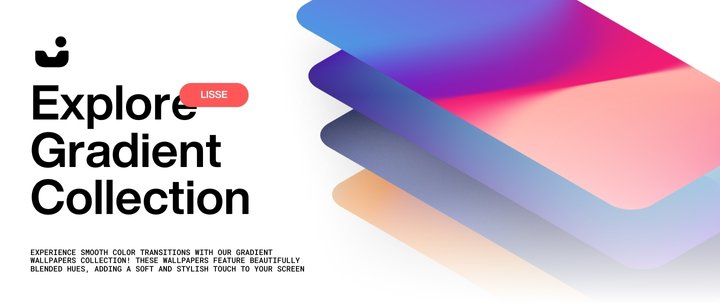 LISSE
Explore
Gradient
Collection
EXPERIENCE SMOOTH COLOR TRANSITIONS WITH OUR GRADIENT
WALLPAPERS COLLECTION! THESE WALLPAPERS FEATURE BEAUTIFULLY
BLENDED HUES, ADDING A SOFT AND STYLISH TOUCH TO YOUR SCREEN